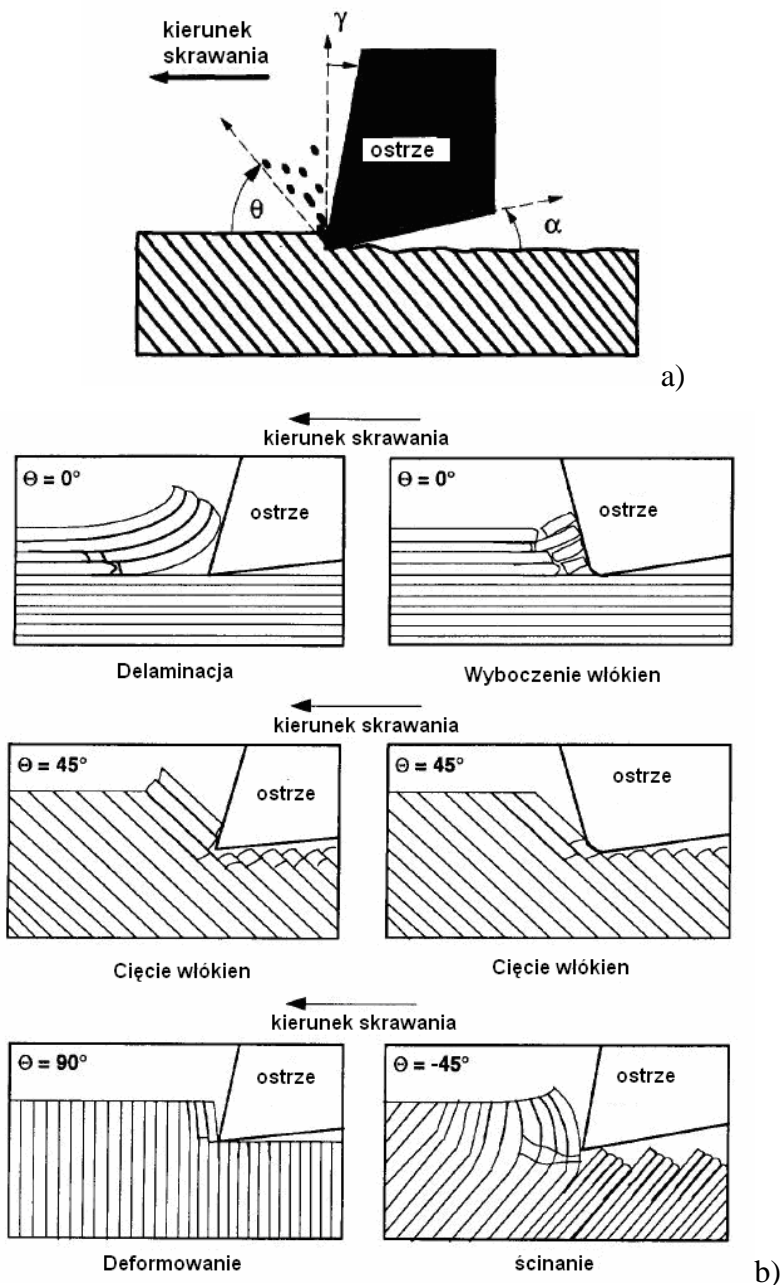 γ
kierunek
skrawania
ostrze
θ
α
a)
kierunek skrawania
Θ = 0°
ostrze
Θ = 0°
ostrze
Delaminacja
Wyboczenie włókien
kierunek skrawania
Θ = 45°
ostrze
Θ = 45°
ostrze
Cięcie włókien
Cięcie włókien
kierunek skrawania
Θ = 90°
ostrze
Θ = -45°
ostrze
Deformowanie
ścinanie
b)